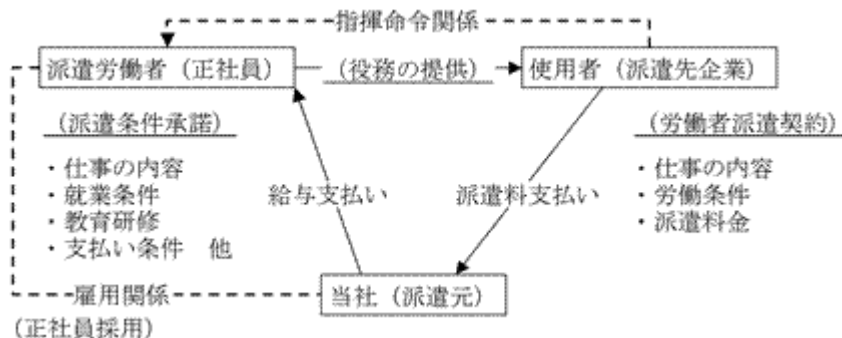 指揮命令関係
派遣労働者（正社員）
（役務の提供）
使用者（派遣先企業）
（派遣条件承諾）
・仕事の内容
・就業条件
・教育研修
・支払い条件　他
給与支払い
派遣料支払い
（労働者派遣契約）
・仕事の内容
・労働条件
・派遣料金
雇用関係
（正社員採用）
当社（派遣元）